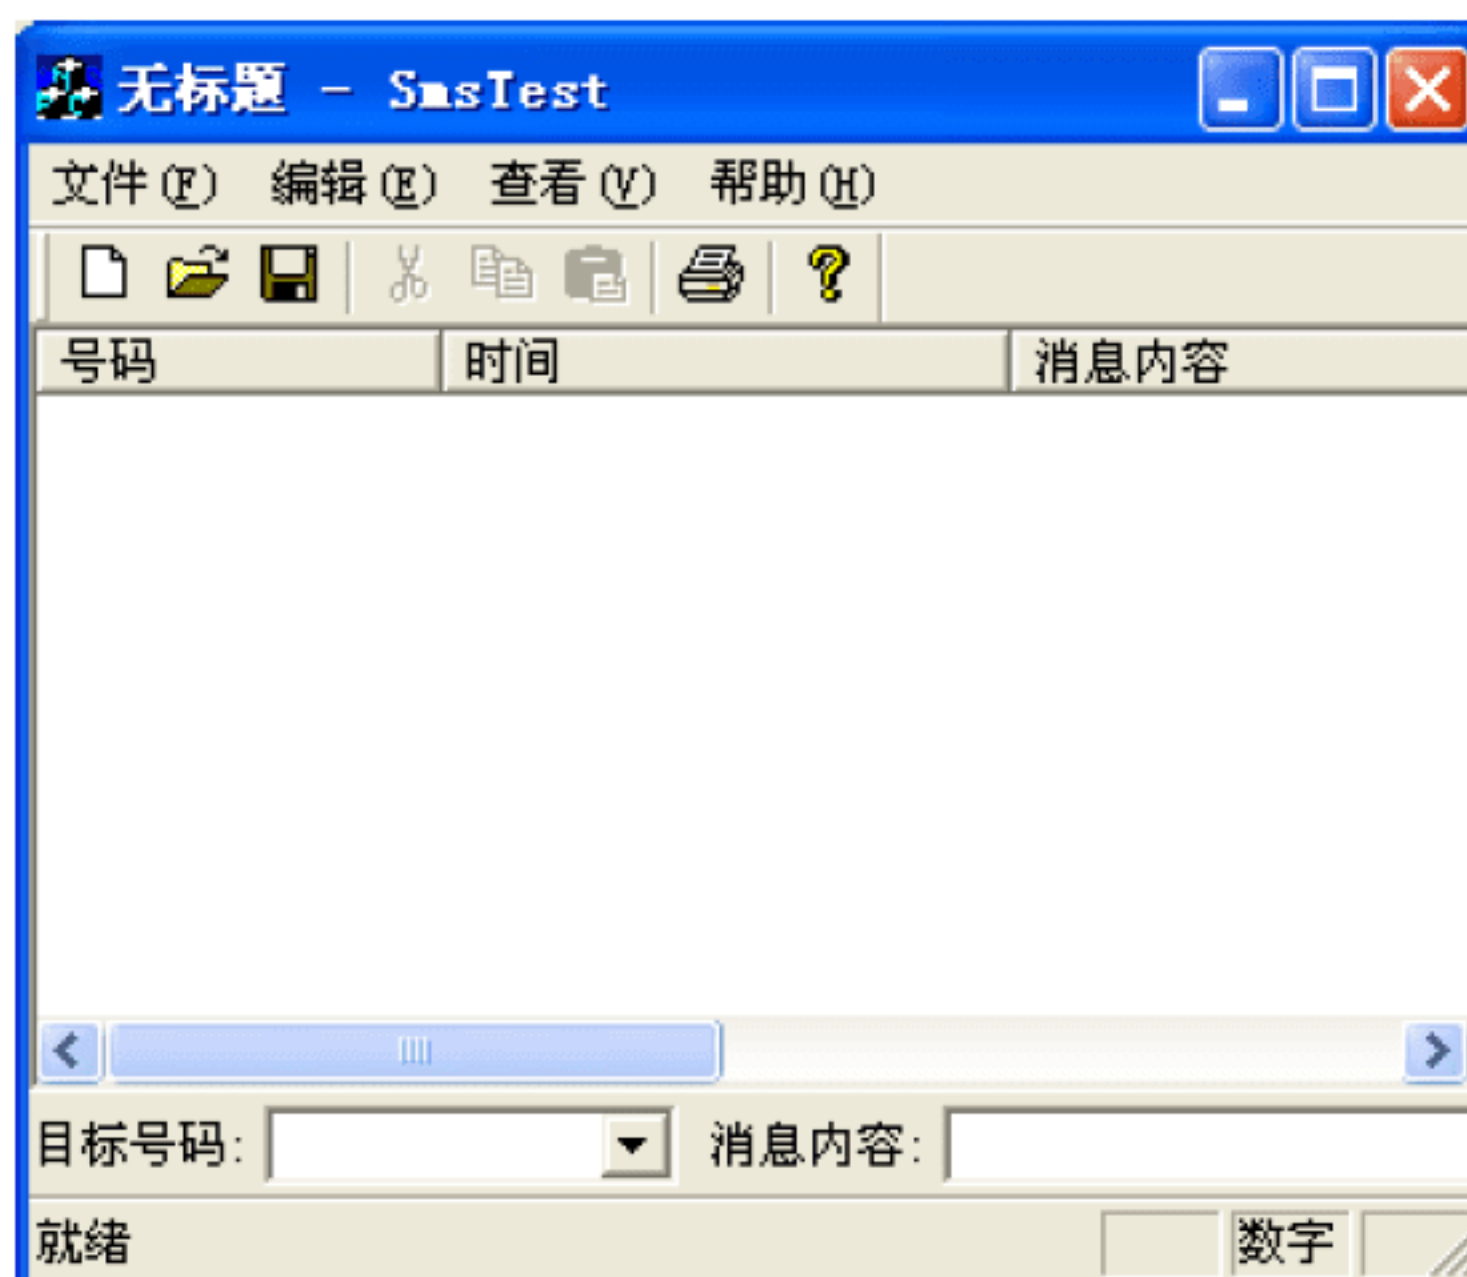 无标题 - SmsTest
文件(F) 编辑(E) 查看(V) 帮助(H)
号码 时间 消息内容
目标号码: 消息内容:
就绪 数字